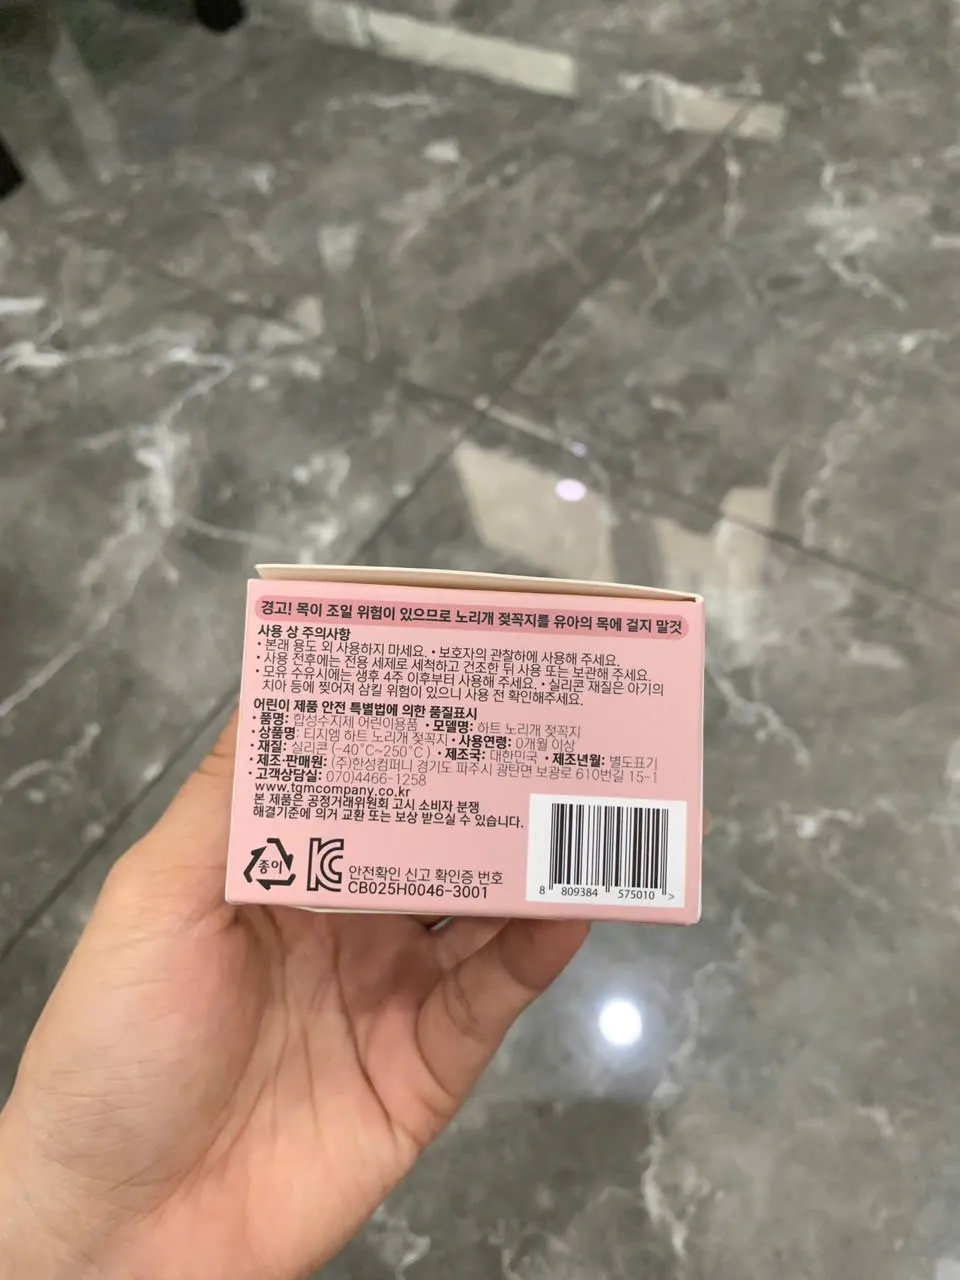 경고! 목이 조일 위험이 있으므로 노리개 젖꼭지를 유아의 목에 걸지 말것
사용 상 주의사항
• 본래 용도 외 사용하지 마세요. • 보호자의 관찰하에 사용해 주세요.
• 사용 전후에는 전용 세제로 세척하고 건조한 뒤 사용 또는 보관해 주세요.
• 모유 수유시에는 생후 4주 이후부터 사용해 주세요. • 실리콘 재질은 아기의
치아 등에 찢어져 삼킬 위험이 있으니 사용 전 확인해주세요.
어린이 제품 안전 특별법에 의한 품질표시
• 품명: 합성수지제 어린이용품 • 모델명: 하트 노리개 젖꼭지
• 상품명: 티지엠 하트 노리개 젖꼭지 • 사용연령: 0개월 이상
• 재질: 실리콘 (-40°C~250°C) • 제조국: 대한민국 • 제조년월: 별도표기
• 제조·판매원: (주)한성컴퍼니 경기도 파주시 광탄면 보광로 610번길 15-1
• 고객상담실: 070)4466-1258
www.tgmcompany.co.kr
본 제품은 공정거래위원회 고시 소비자 분쟁
해결기준에 의거 교환 또는 보상 받으실 수 있습니다.
종이
안전확인 신고 확인증 번호
CB025H0046-3001
8 809384 575010 >